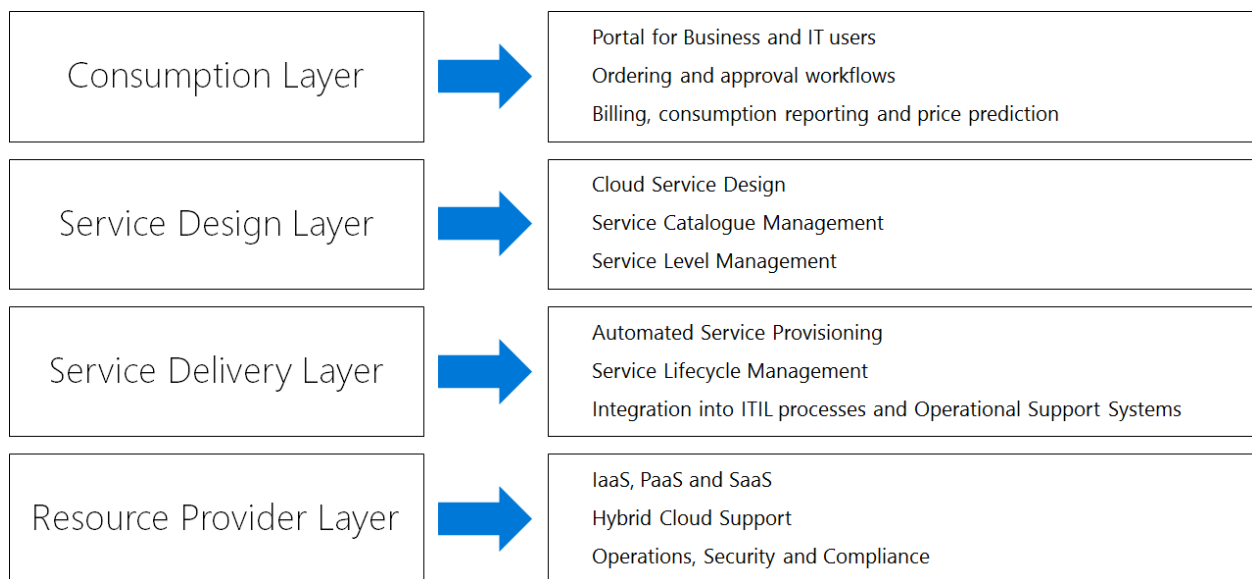 Consumption Layer
Portal for Business and IT users
Ordering and approval workflows
Billing, consumption reporting and price prediction
Service Design Layer
Cloud Service Design
Service Catalogue Management
Service Level Management
Service Delivery Layer
Automated Service Provisioning
Service Lifecycle Management
Integration into ITIL processes and Operational Support Systems
Resource Provider Layer
IaaS, PaaS and SaaS
Hybrid Cloud Support
Operations, Security and Compliance